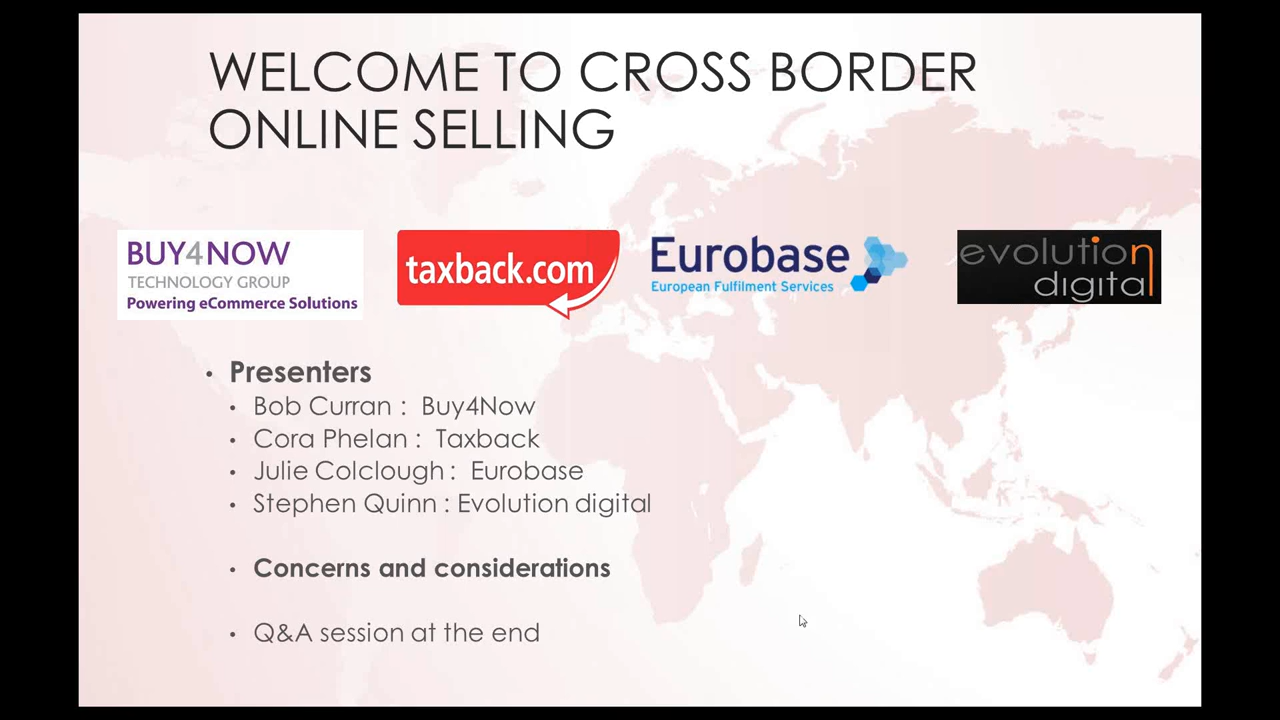 WELCOME TO CROSS BORDER
ONLINE SELLING
BUY4NOW
TECHNOLOGY GROUP
Powering eCommerce Solutions
taxback.com
Eurobase
European Fulfilment Services
evolution
digital
• Presenters
• Bob Curran : Buy4Now
• Cora Phelan : Taxback
• Julie Colclough : Eurobase
• Stephen Quinn : Evolution digital
• Concerns and considerations
• Q&A session at the end